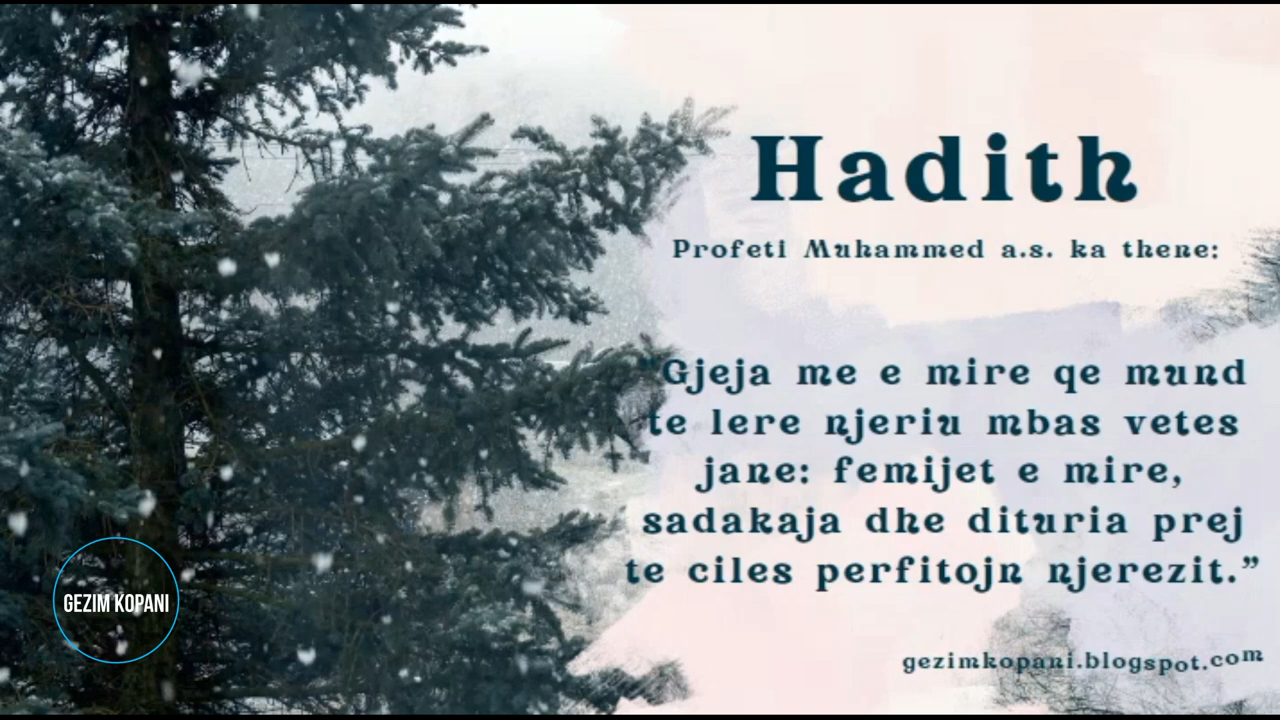 Hadith
Profeti Muhammed a.s. ka thene:
"Gjeja me e mire qe mund
te lere njeriu mbas vetes
jane: femijet e mire,
sadakaja dhe dituria prej
te ciles perfitojn njerezit.”
GEZIM KOPANI
gezimkopani.blogspot.com